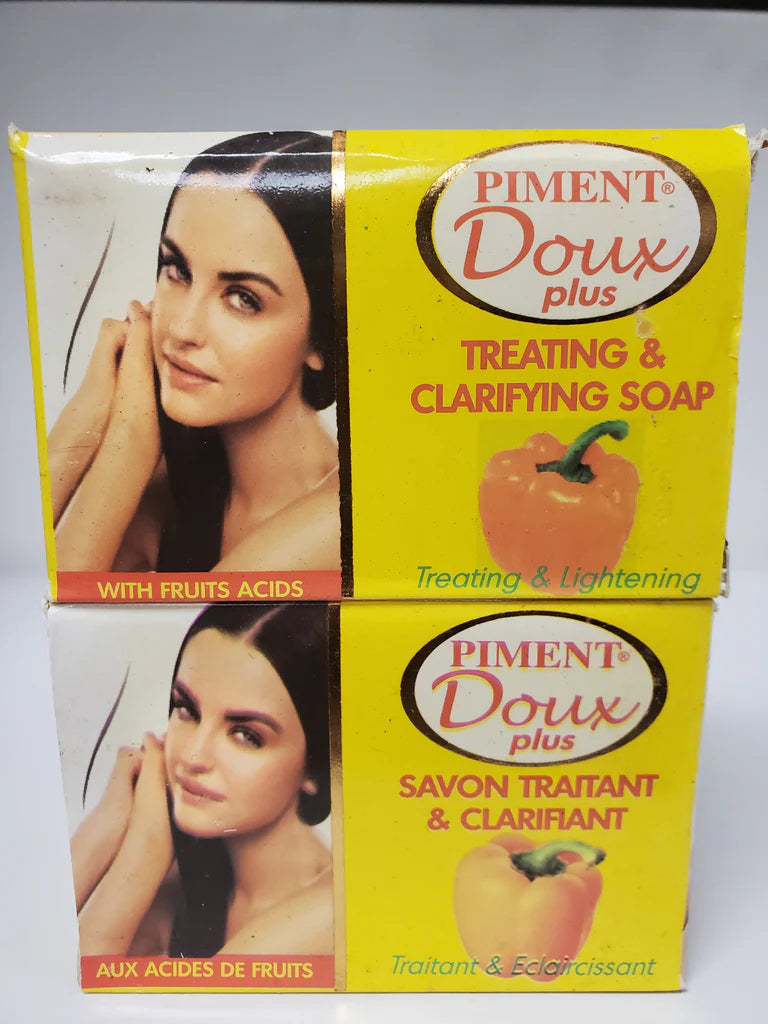 PIMENT®
Doux
plus
TREATING &
CLARIFYING SOAP
Treating & Lightening
WITH FRUITS ACIDS
PIMENT®
Doux
plus
SAVON TRAITANT
& CLARIFIANT
Traitant & Eclaircissant
AUX ACIDES DE FRUITS